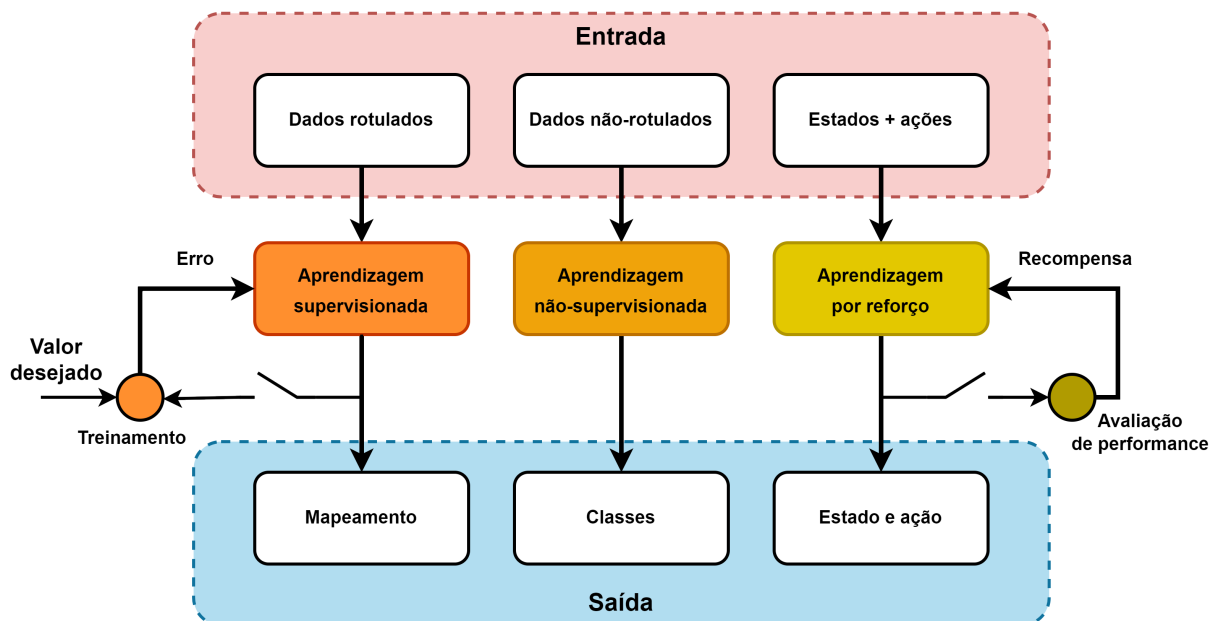 Entrada
Dados rotulados
Dados não-rotulados
Estados + ações
Erro
Aprendizagem
supervisionada
Aprendizagem
não-supervisionada
Aprendizagem
por reforço
Recompensa
Valor
desejado
Treinamento
Avaliação
de performance
Mapeamento
Classes
Estado e ação
Saída